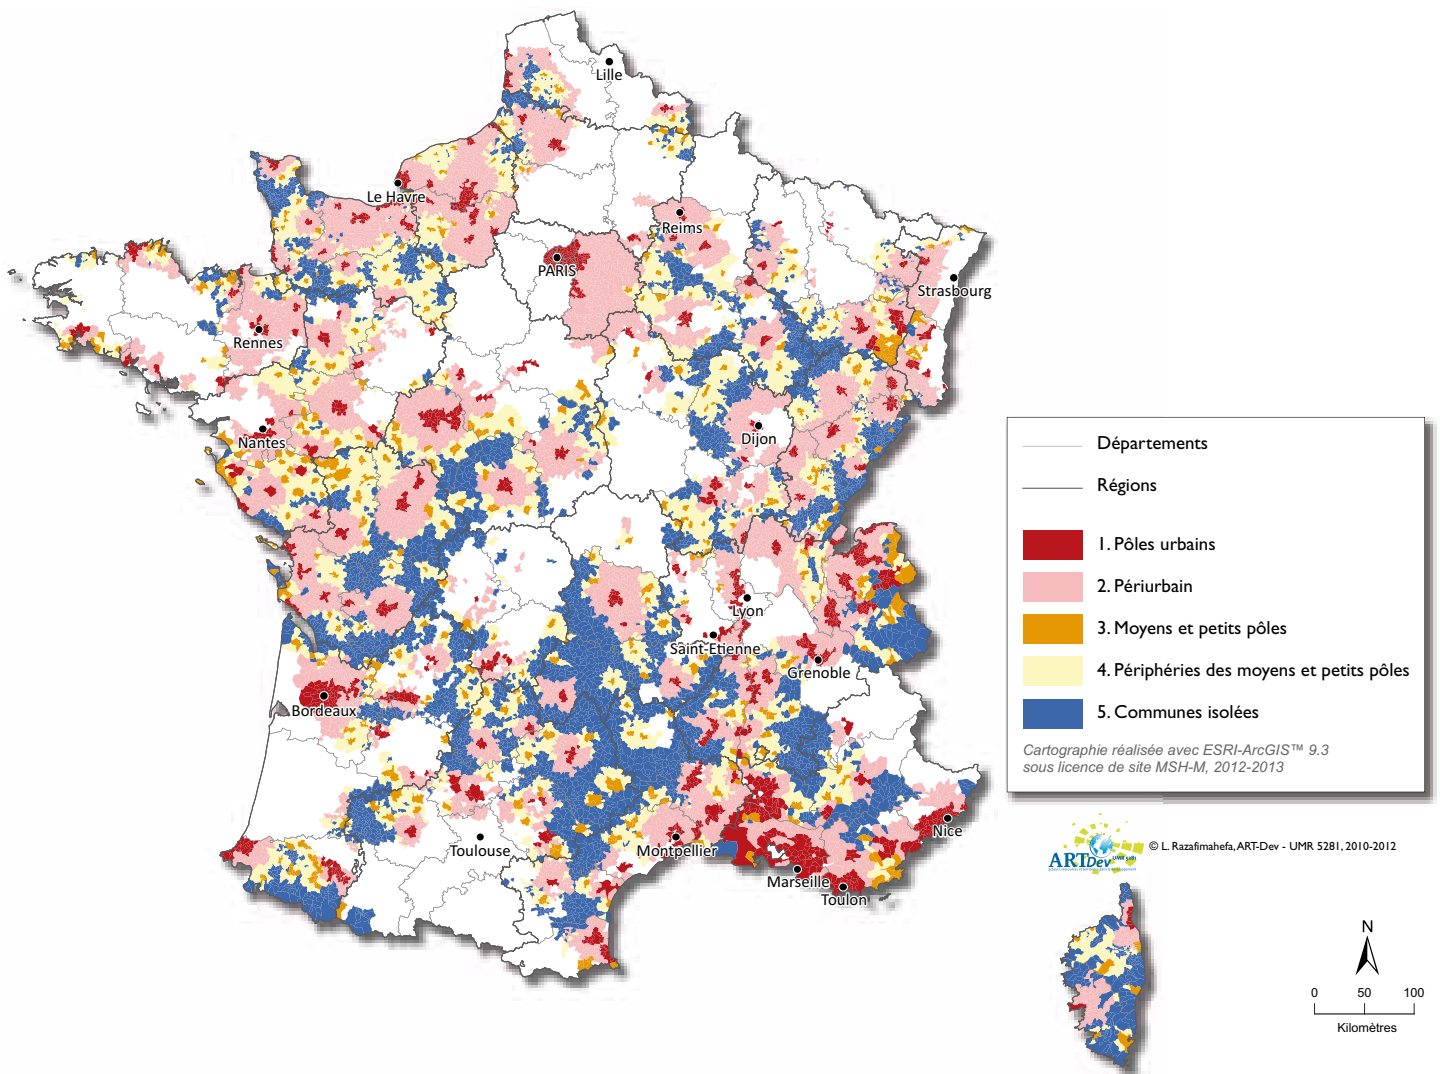 Lille
Le Havre
Reims
PARIS
Strasbourg
Rennes
Dijon
Nantes
Lyon
Saint-Etienne
Grenoble
Bordeaux
Toulouse
Montpellier
Nice
Marseille
Toulon
Départements
Régions
1. Pôles urbains
2. Périurbain
3. Moyens et petits pôles
4. Périphéries des moyens et petits pôles
5. Communes isolées
Cartographie réalisée avec ESRI-ArcGIS™ 9.3
sous licence de site MSH-M, 2012-2013
ARTDev UMR 5281
© L. Razafimahefa, ART-Dev - UMR 5281, 2010-2012
N
0 50 100
Kilomètres